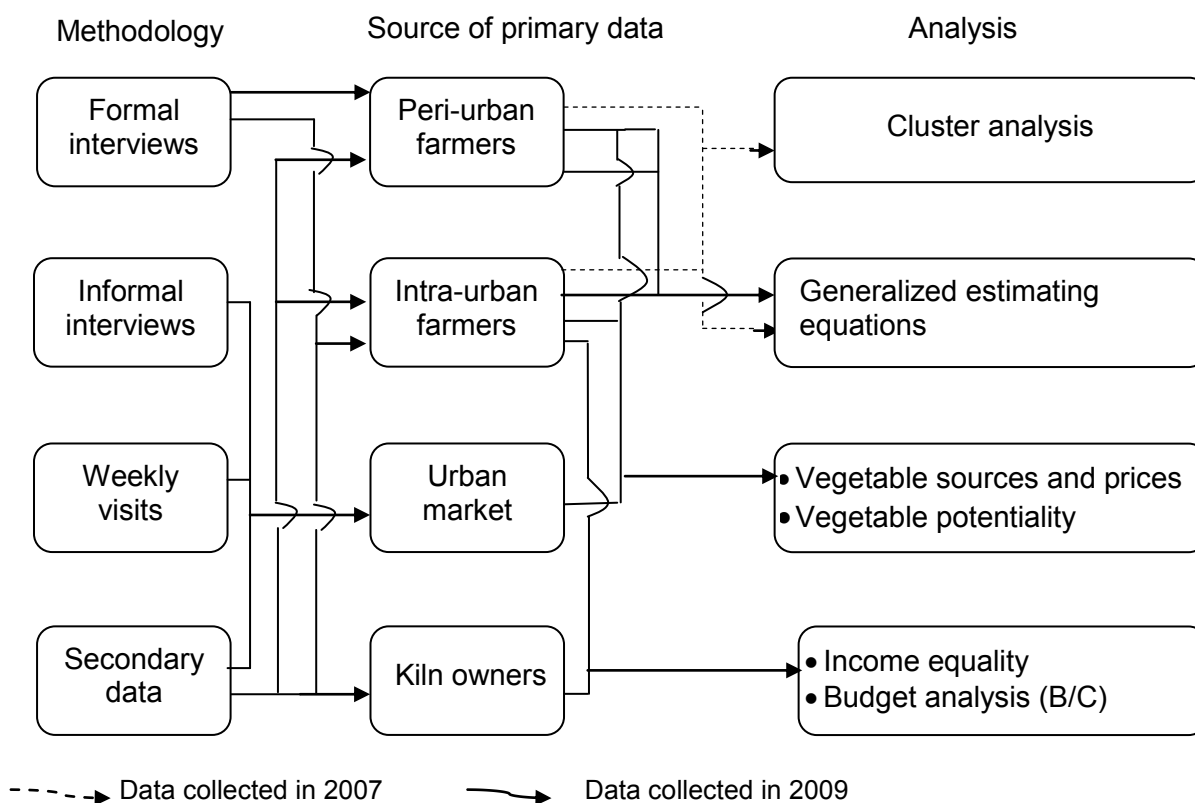 Methodology
Source of primary data
Analysis
Formal
interviews
Peri-urban
farmers
Cluster analysis
Informal
interviews
Intra-urban
farmers
Generalized estimating
equations
Weekly
visits
Urban
market
• Vegetable sources and prices
• Vegetable potentiality
Secondary
data
Kiln owners
• Income equality
• Budget analysis (B/C)
Data collected in 2007
Data collected in 2009